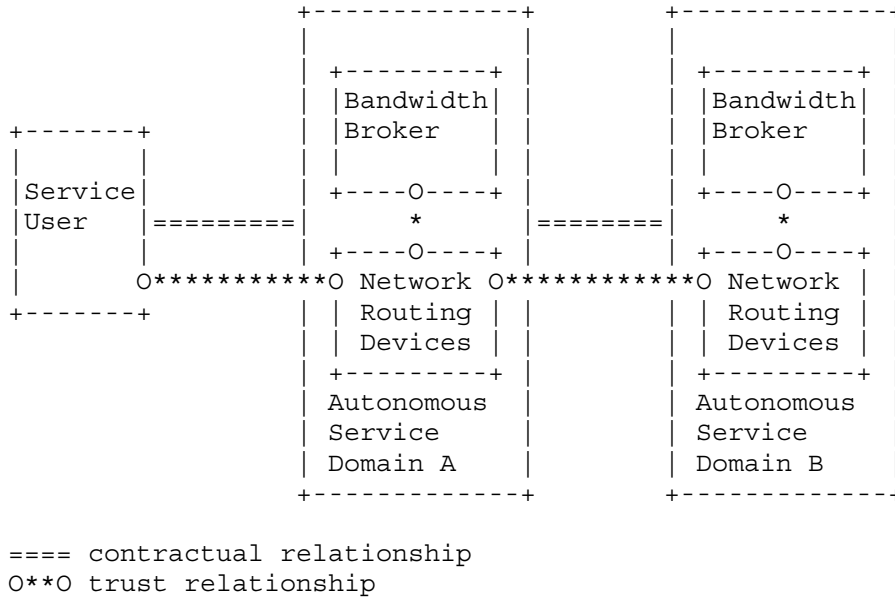 +-------------+         +--------------
|             |         |
| +---------+ |         | +---------+
| |Bandwidth| |         | |Bandwidth|
+-------+         | |Broker   | |         | |Broker   |
|       |         | |         | |         | |         |
|Service|         | +----O----+ |         | +----O----+
|User   |=========|      *      |========|      *
|       |         | +----O----+ |         | +----O----+
|       O***********O Network O************O Network |
+-------+         | | Routing | |         | | Routing |
| | Devices | |         | | Devices |
| +---------+ |         | +---------+
| Autonomous  |         | Autonomous
| Service     |         | Service
| Domain A    |         | Domain B
+-------------+         +--------------
==== contractual relationship
O**O trust relationship